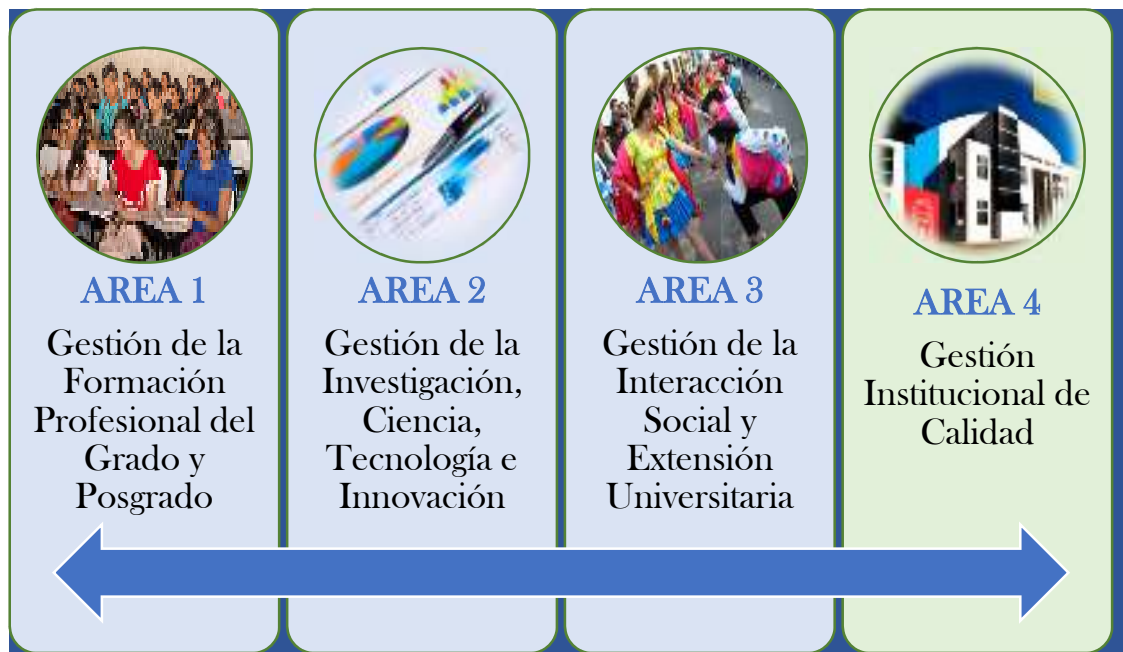 AREA 1
Gestión de la
Formación
Profesional del
Grado y
Posgrado
AREA 2
Gestión de la
Investigación,
Ciencia,
Tecnología e
Innovación
AREA 3
Gestión de la
Interacción
Social y
Extensión
Universitaria
AREA 4
Gestión
Institucional de
Calidad